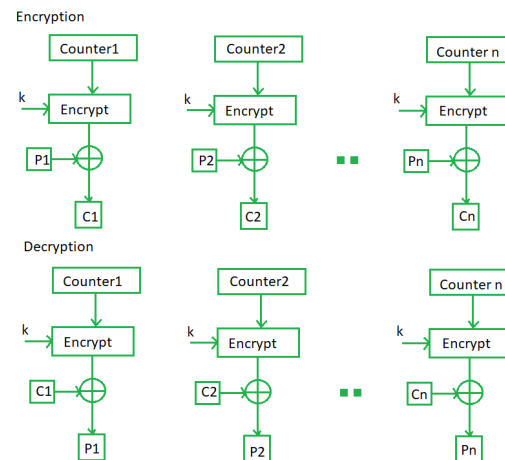 Encryption
Counter1 Counter2 Counter n
k Encrypt k Encrypt k Encrypt
P1 P2 Pn
C1 C2 Cn
Decryption
Counter1 Counter2 Counter n
k Encrypt k Encrypt k Encrypt
C1 C2 Cn
P1 P2 Pn